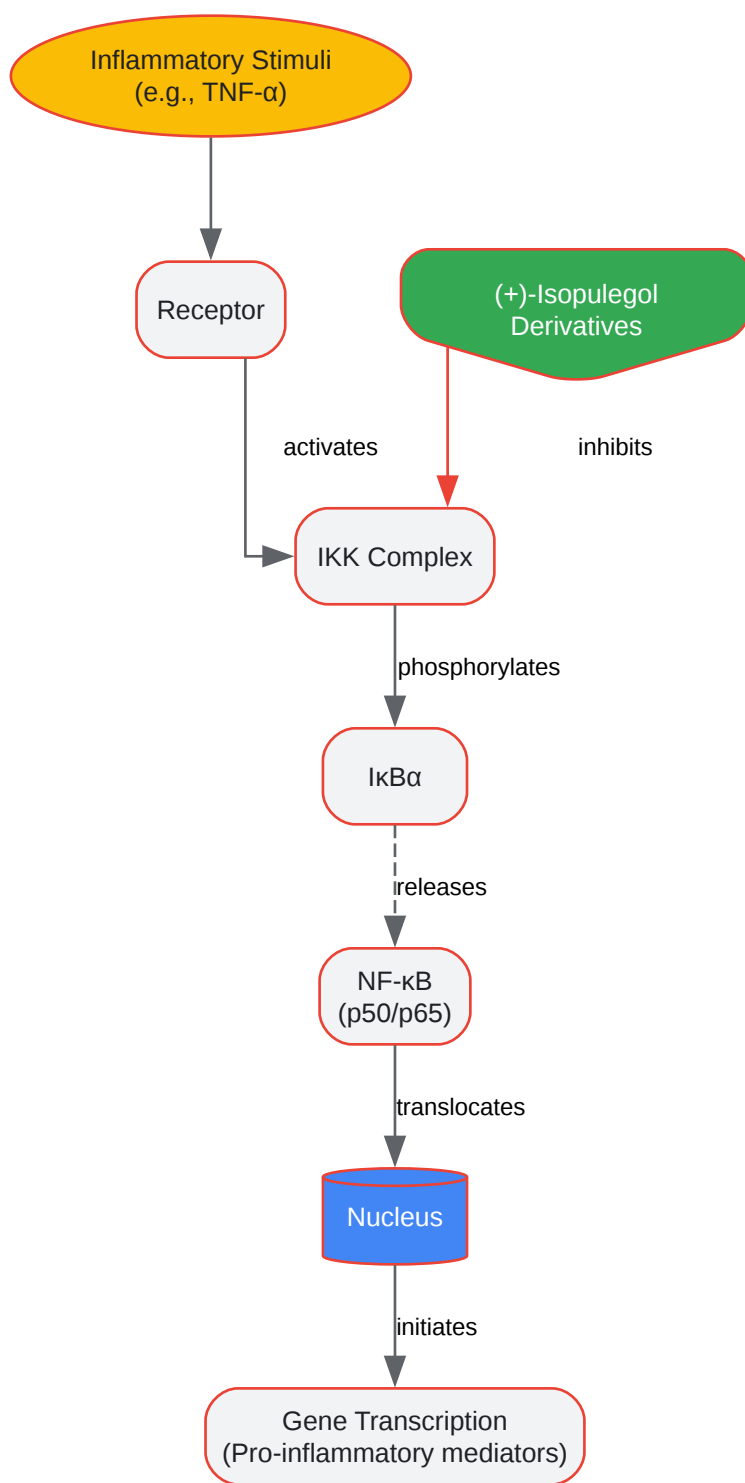 Inflammatory Stimuli
(e.g., TNF-α)
Receptor
(+)-Isopulegol
Derivatives
activates
inhibits
IKK Complex
phosphorylates
IκBα
releases
NF-κB
(p50/p65)
translocates
Nucleus
initiates
Gene Transcription
(Pro-inflammatory mediators)